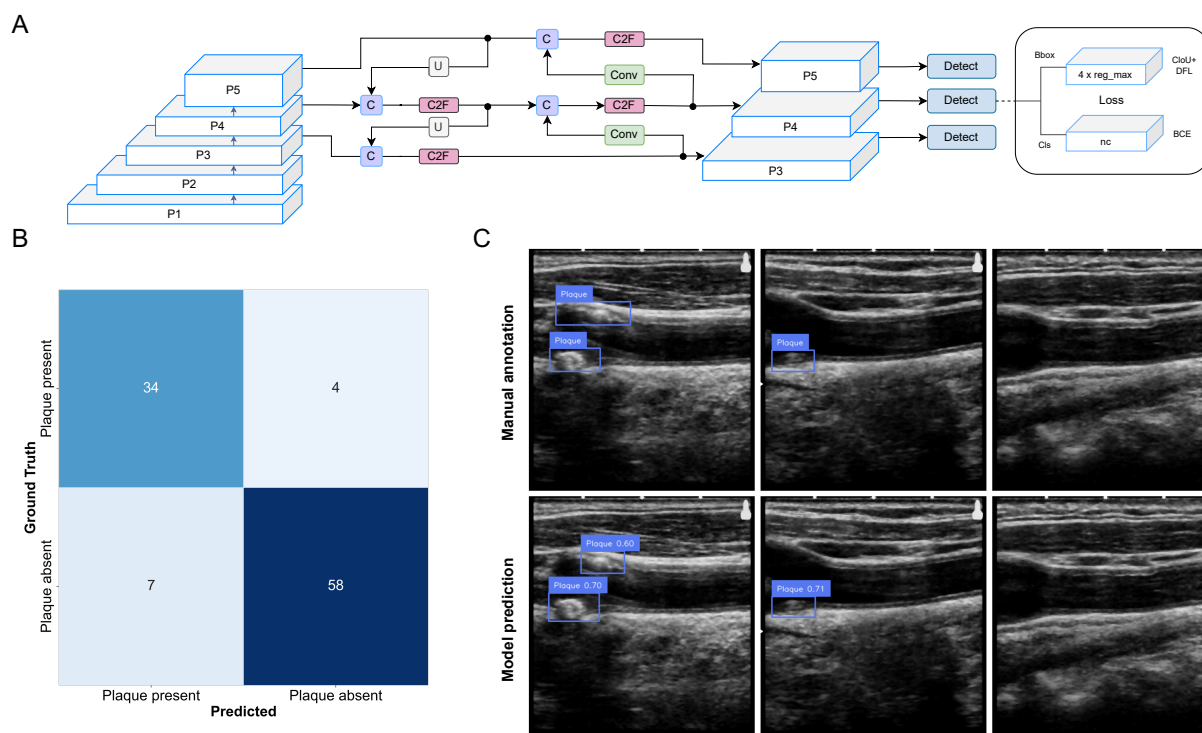 A
P5
P4
P3
P2
P1
U
U
C
C
C
C
C2F
C2F
C2F
C2F
Conv
Conv
P5
P4
P3
Detect
Detect
Detect
Bbox
4 x reg_max
CIoU+
DFL
Loss
Cls
nc
BCE
B
Ground Truth
Plaque present
Plaque absent
34
4
7
58
Plaque present
Plaque absent
Predicted
C
Manual annotation
Plaque
Plaque
Plaque
Model prediction
Plaque 0.60
Plaque 0.70
Plaque 0.71